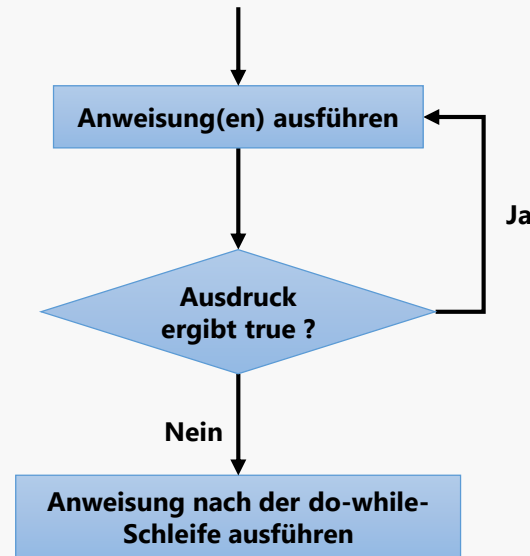 Anweisung(en) ausführen
Ja
Ausdruck
ergibt true ?
Nein
Anweisung nach der do-while-
Schleife ausführen